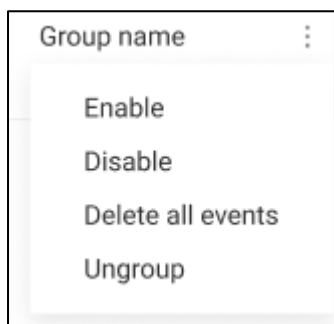 Group name
Enable
Disable
Delete all events
Ungroup